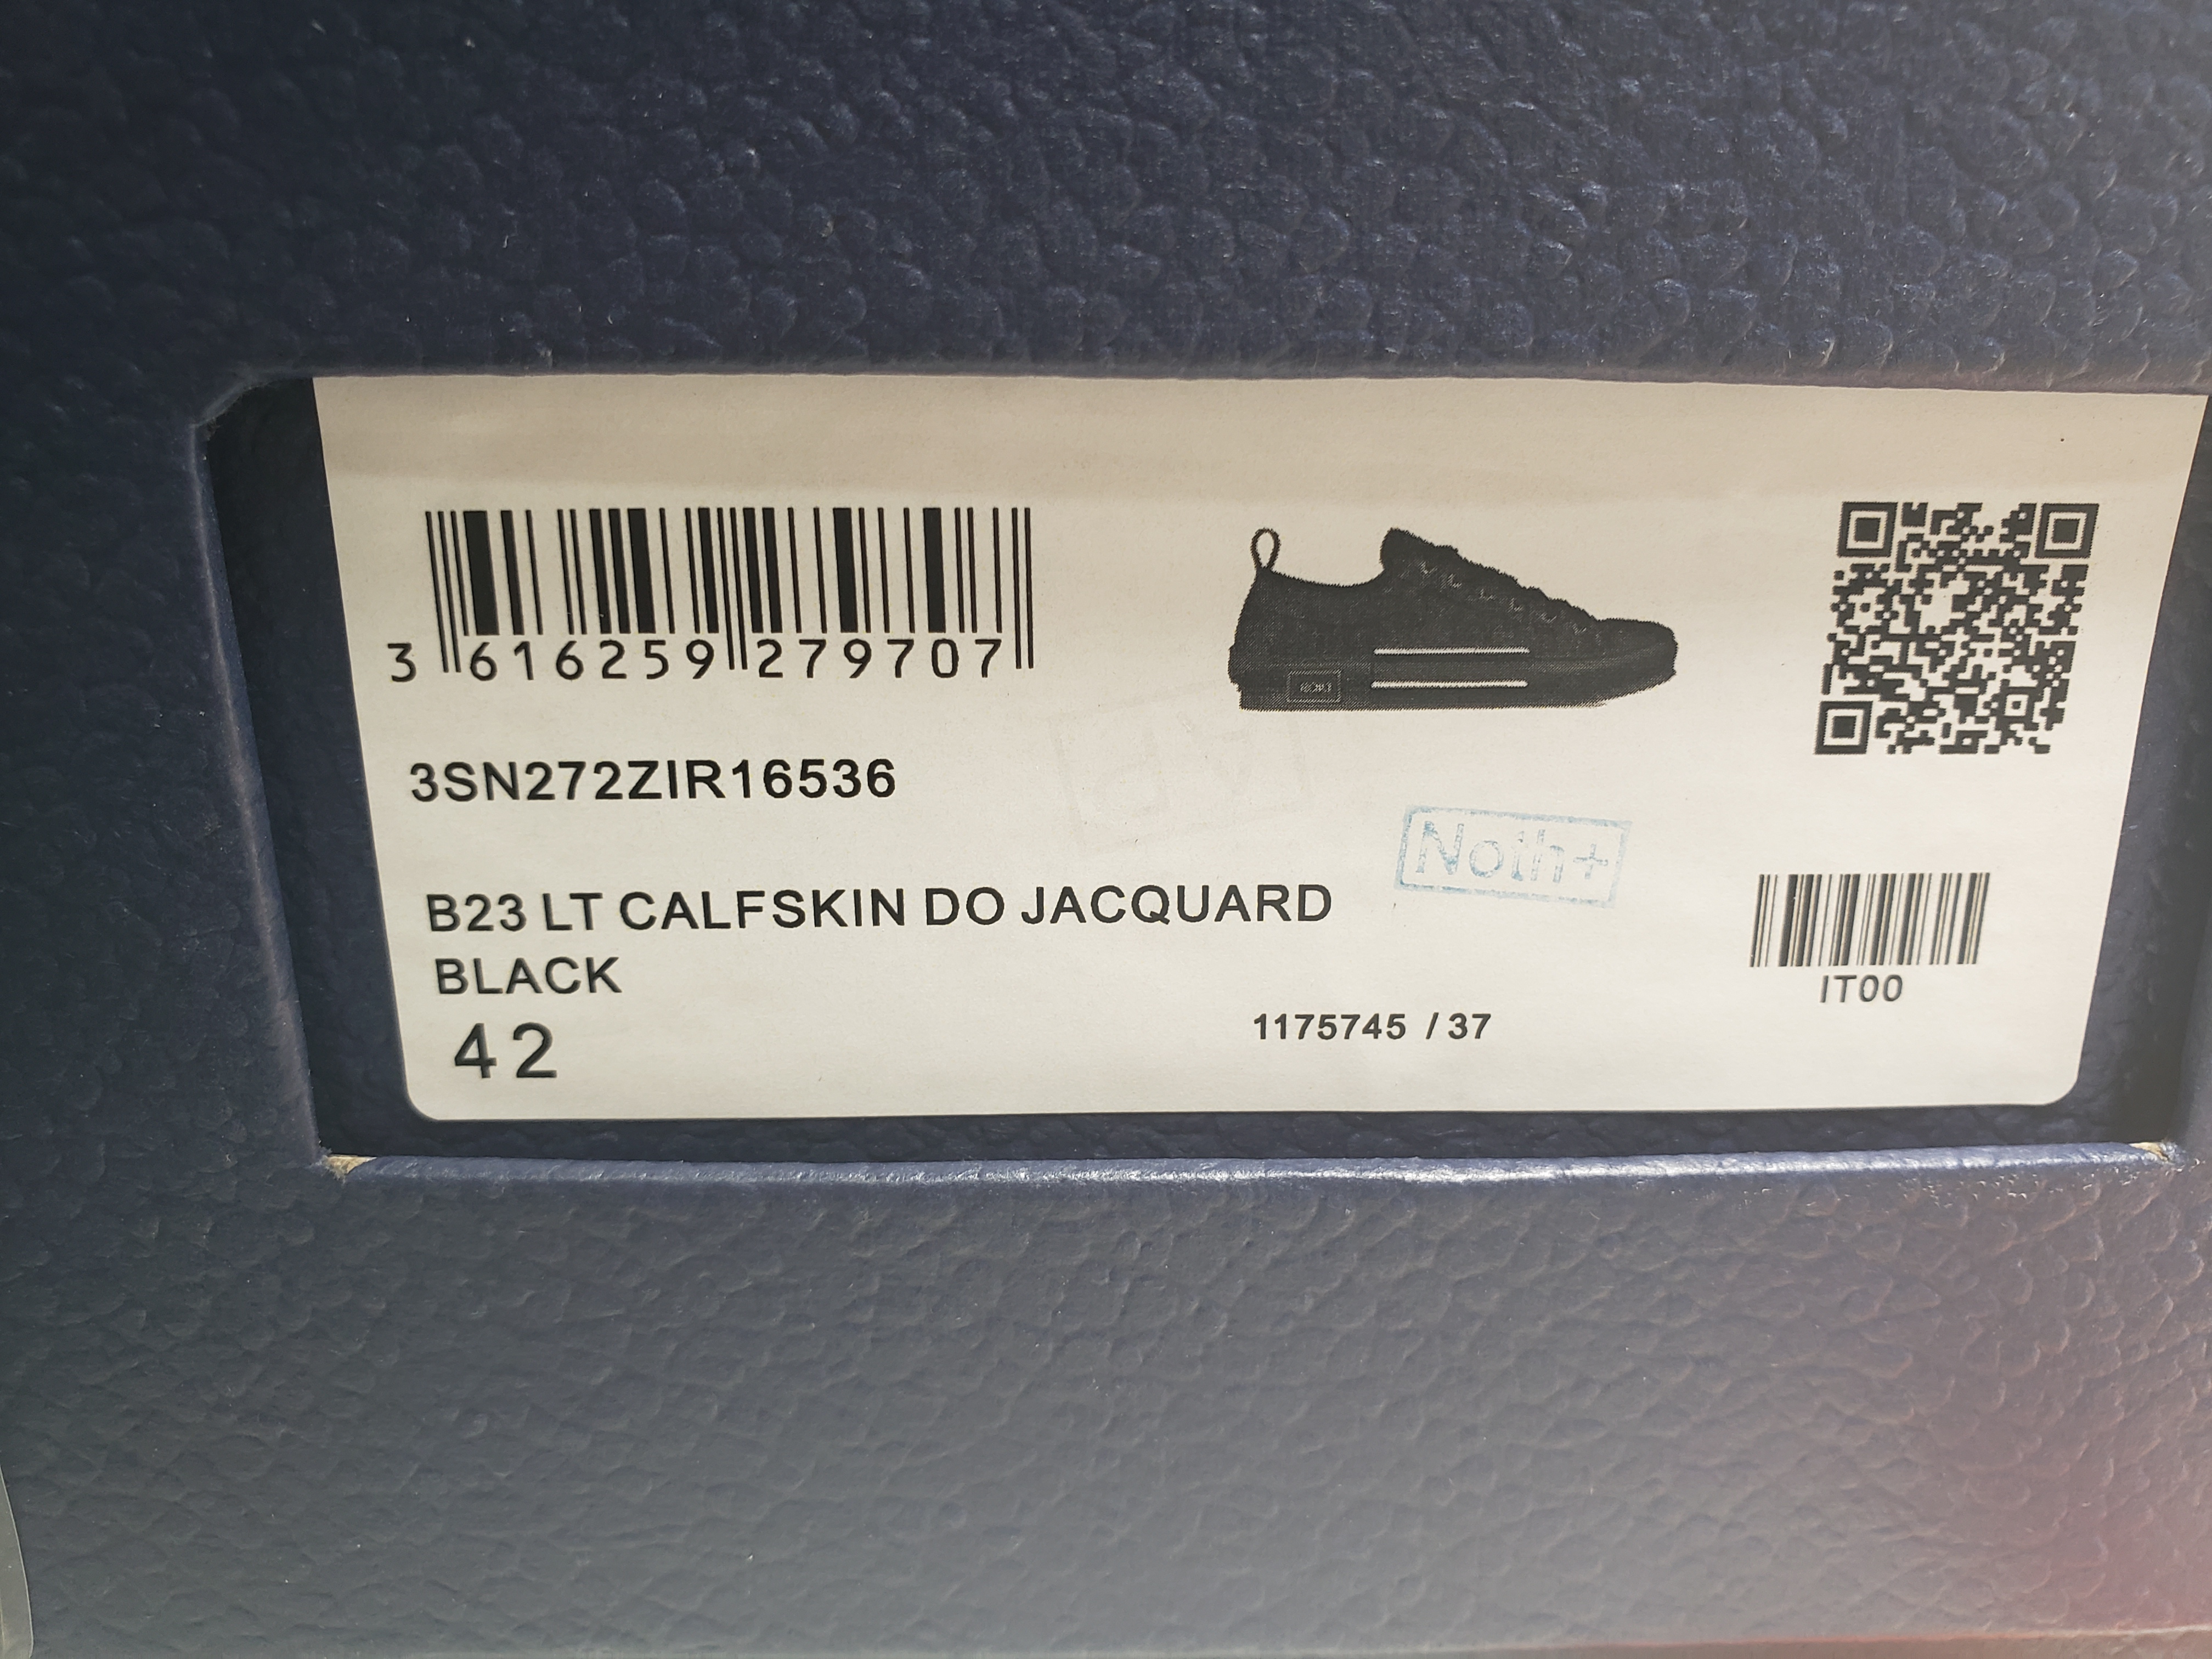 3 616259 279707
3SN272ZIR16536
Noth+
B23 LT CALFSKIN DO JACQUARD
BLACK
42
1175745 / 37
IT00